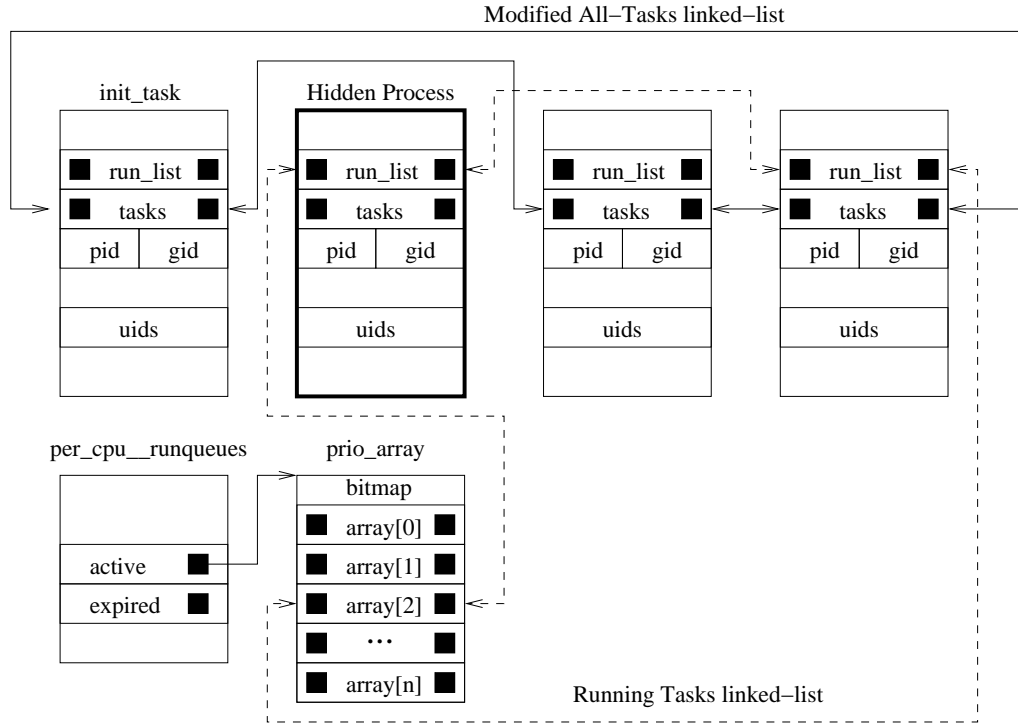 Modified All−Tasks linked−list
init_task
Hidden Process
run_list
run_list
run_list
run_list
tasks
tasks
tasks
tasks
pid gid
pid gid
pid gid
pid gid
uids
uids
uids
uids
per_cpu__runqueues
prio_array
bitmap
array[0]
active
array[1]
expired
array[2]
...
array[n]
Running Tasks linked−list